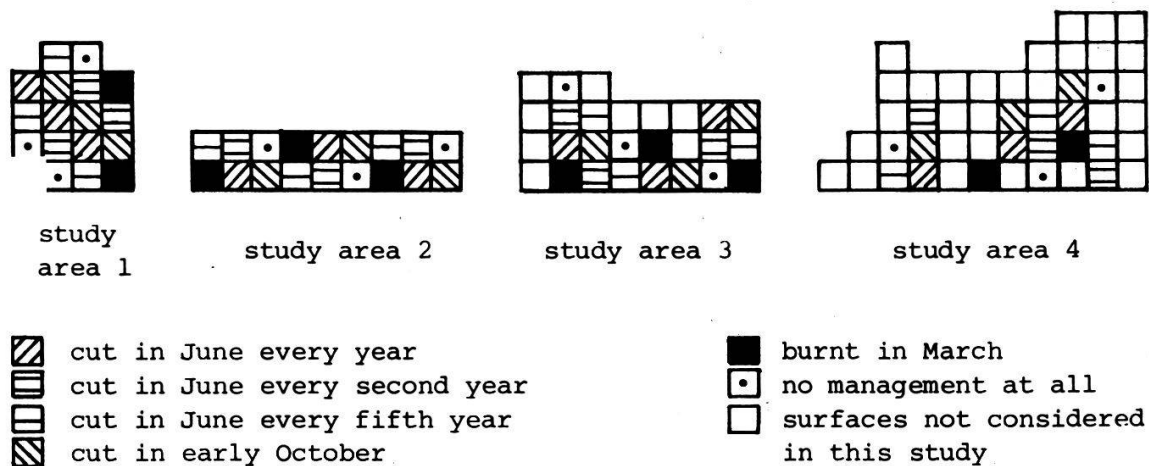 study
area 1
study area 2
study area 3
study area 4
cut in June every year
cut in June every second year
cut in June every fifth year
cut in early October
burnt in March
no management at all
surfaces not considered
in this study